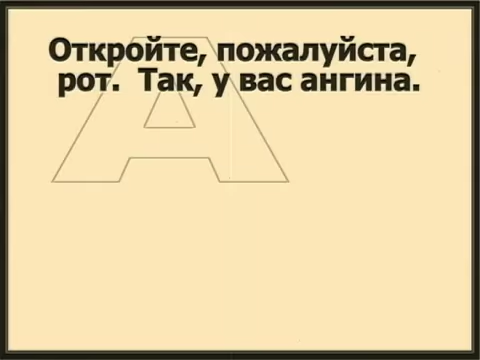 Откройте, пожалуйста,
рот. Так, у вас ангина.
А